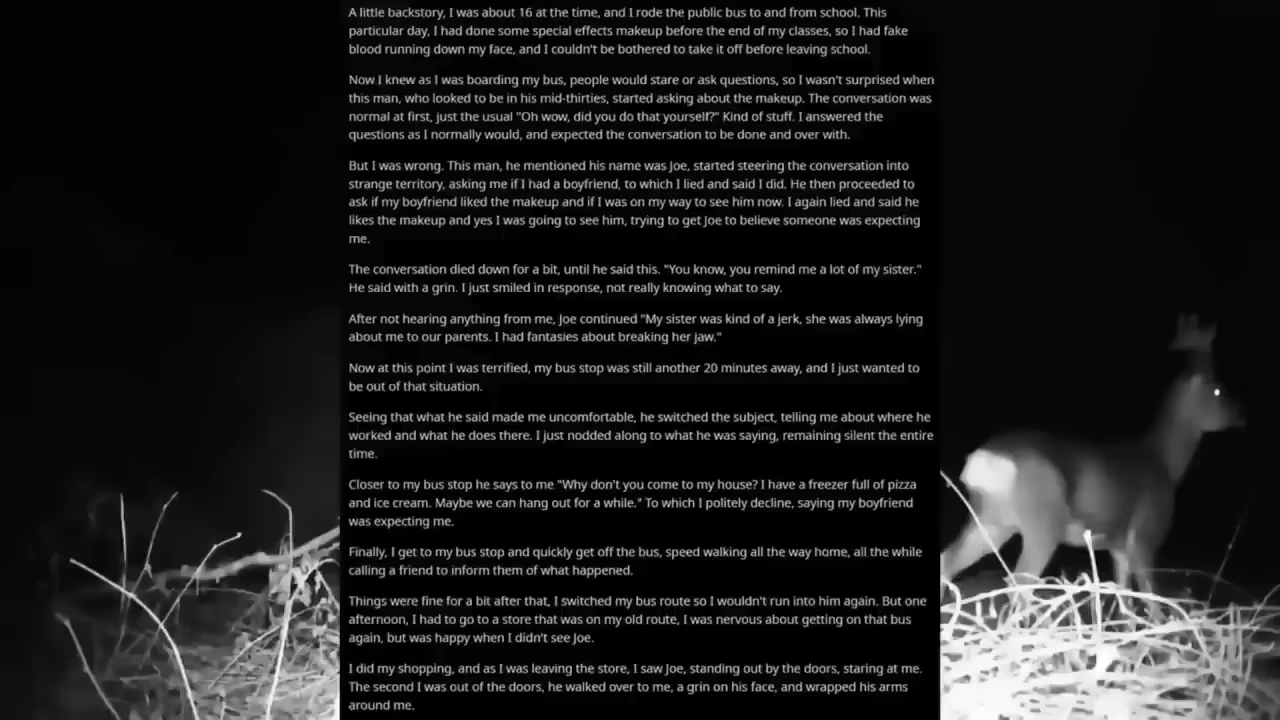 A little backstory, I was about 16 at the time, and I rode the public bus to and from school. This
particular day, I had done some special effects makeup before the end of my classes, so I had fake
blood running down my face, and I couldn't be bothered to take it off before leaving school.
Now I knew as I was boarding my bus, people would stare or ask questions, so I wasn't surprised when
this man, who looked to be in his mid-thirties, started asking about the makeup. The conversation was
normal at first, just the usual "Oh wow, did you do that yourself?" Kind of stuff. I answered the
questions as I normally would, and expected the conversation to be done and over with.
But I was wrong. This man, he mentioned his name was Joe, started steering the conversation into
strange territory, asking me if I had a boyfriend, to which I lied and said I did. He then proceeded to
ask if my boyfriend liked the makeup and if I was on my way to see him now. I again lied and said he
likes the makeup and yes I was going to see him, trying to get Joe to believe someone was expecting
me.
The conversation died down for a bit, until he said this. "You know, you remind me a lot of my sister."
He said with a grin. I just smiled in response, not really knowing what to say.
After not hearing anything from me, Joe continued "My sister was kind of a jerk, she was always lying
about me to our parents. I had fantasies about breaking her jaw."
Now at this point I was terrified, my bus stop was still another 20 minutes away, and I just wanted to
be out of that situation.
Seeing that what he said made me uncomfortable, he switched the subject, telling me about where he
worked and what he does there. I just nodded along to what he was saying, remaining silent the entire
time.
Closer to my bus stop he says to me "Why don't you come to my house? I have a freezer full of pizza
and ice cream. Maybe we can hang out for a while." To which I politely decline, saying my boyfriend
was expecting me.
Finally, I get to my bus stop and quickly get off the bus, speed walking all the way home, all the while
calling a friend to inform them of what happened.
Things were fine for a bit after that, I switched my bus route so I wouldn't run into him again. But one
afternoon, I had to go to a store that was on my old route, I was nervous about getting on that bus
again, but was happy when I didn't see Joe.
I did my shopping, and as I was leaving the store, I saw Joe, standing out by the doors, staring at me.
The second I was out of the doors, he walked over to me, a grin on his face, and wrapped his arms
around me.